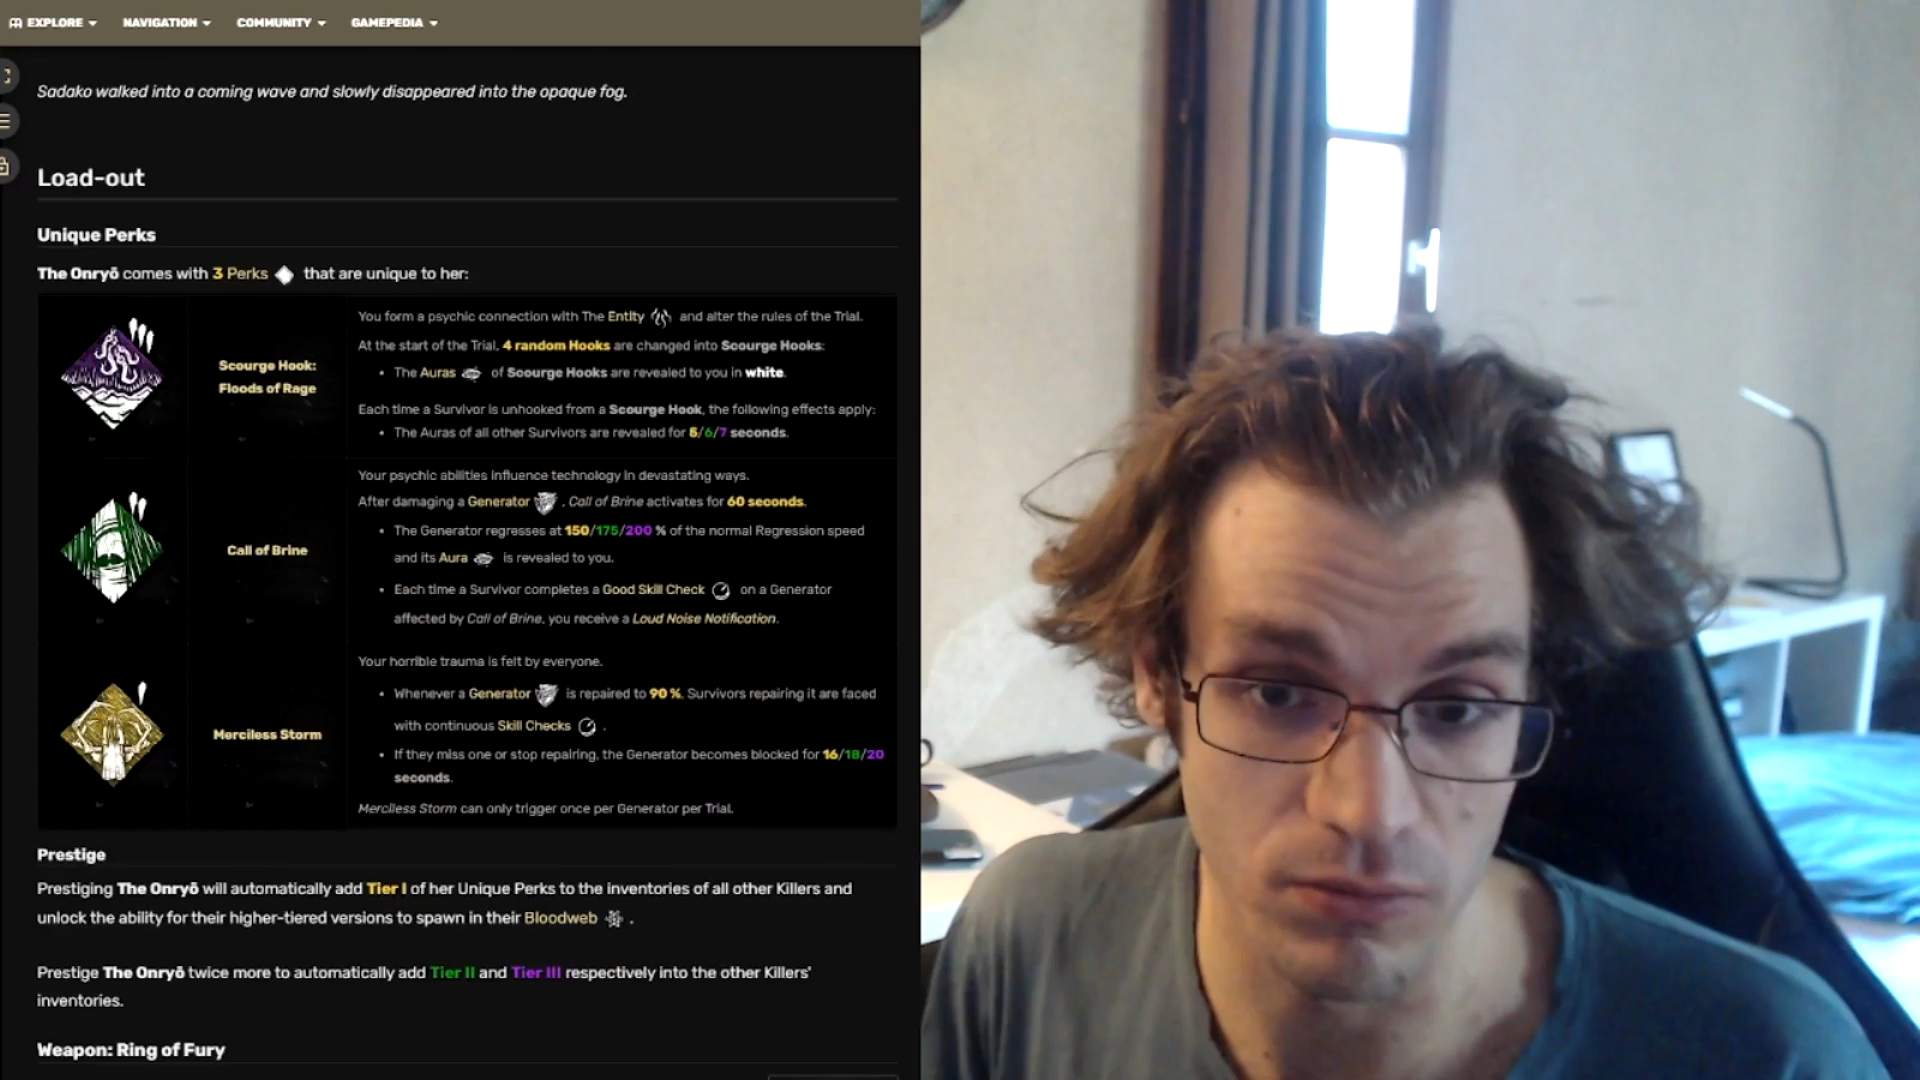 EXPLORE NAVIGATION COMMUNITY GAMEPEDIA
Sadako walked into a coming wave and slowly disappeared into the opaque fog.
Load-out
Unique Perks
The Onryō comes with 3 Perks that are unique to her:
Scourge Hook:
Floods of Rage
You form a psychic connection with The Entity and alter the rules of the Trial.
At the start of the Trial, 4 random Hooks are changed into Scourge Hooks:
• The Auras of Scourge Hooks are revealed to you in white.
Each time a Survivor is unhooked from a Scourge Hook, the following effects apply:
• The Auras of all other Survivors are revealed for 5/6/7 seconds.
Call of Brine
Your psychic abilities influence technology in devastating ways.
After damaging a Generator , Call of Brine activates for 60 seconds.
• The Generator regresses at 150/175/200 % of the normal Regression speed
and its Aura is revealed to you.
• Each time a Survivor completes a Good Skill Check on a Generator
affected by Call of Brine, you receive a Loud Noise Notification.
Merciless Storm
Your horrible trauma is felt by everyone.
• Whenever a Generator is repaired to 90 %, Survivors repairing it are faced
with continuous Skill Checks .
• If they miss one or stop repairing, the Generator becomes blocked for 16/18/20
seconds.
Merciless Storm can only trigger once per Generator per Trial.
Prestige
Prestiging The Onryō will automatically add Tier I of her Unique Perks to the inventories of all other Killers and
unlock the ability for their higher-tiered versions to spawn in their Bloodweb .
Prestige The Onryō twice more to automatically add Tier II and Tier III respectively into the other Killers'
inventories.
Weapon: Ring of Fury